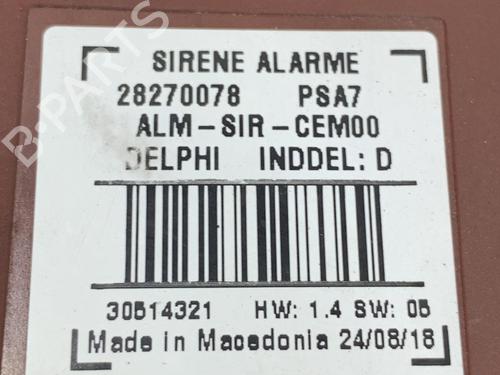 SIRENE ALARME
28270078 PSA7
ALM-SIR-CEM00
DELPHI INDDEL: D
30514321 HW: 1.4 SW: 05
Made in Macedonia 24/08/18